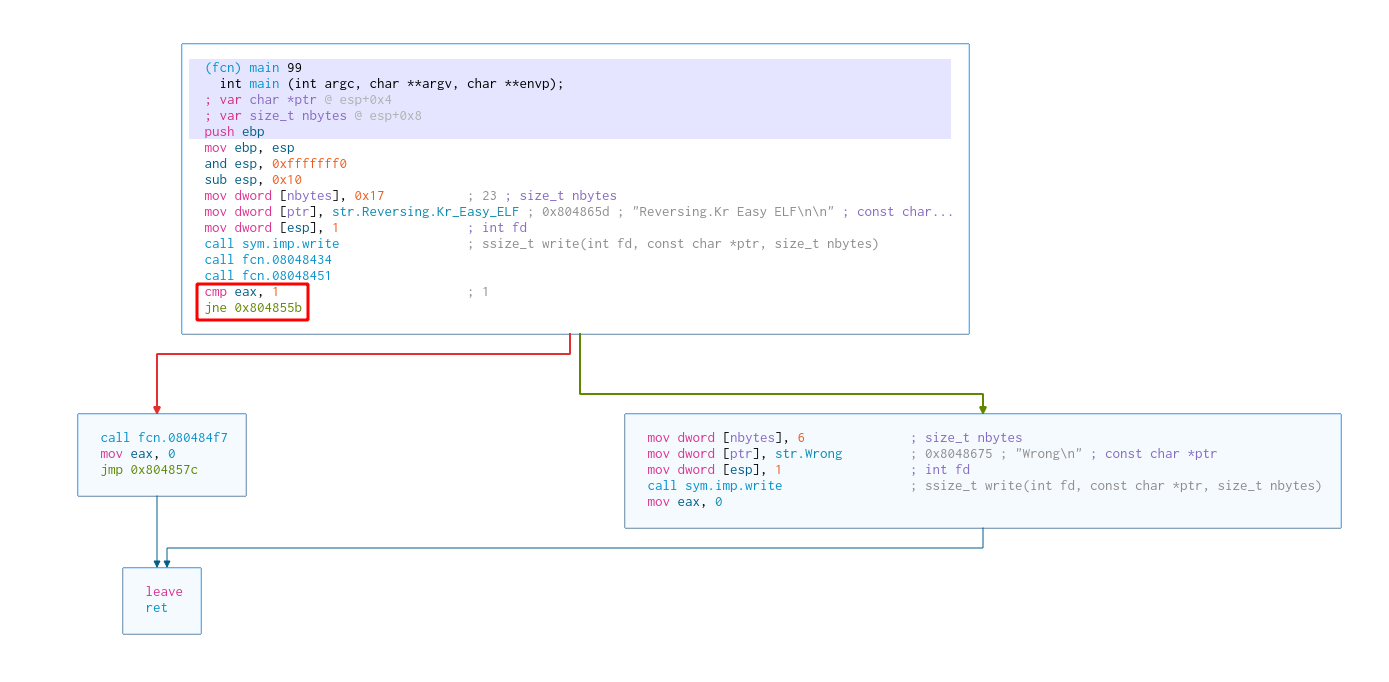 (fcn) main 99
int main (int argc, char **argv, char **envp);
; var char *ptr @ esp+0x4
; var size_t nbytes @ esp+0x8
push ebp
mov ebp, esp
and esp, 0xfffffff0
sub esp, 0x10
mov dword [nbytes], 0x17 ; 23 ; size_t nbytes
mov dword [ptr], str.Reversing.Kr_Easy_ELF ; 0x804865d ; "Reversing.Kr Easy ELF\n\n" ; const char...
mov dword [esp], 1 ; int fd
call sym.imp.write ; ssize_t write(int fd, const char *ptr, size_t nbytes)
call fcn.08048434
call fcn.08048451
cmp eax, 1 ; 1
jne 0x804855b
call fcn.080484f7
mov eax, 0
jmp 0x804857c
mov dword [nbytes], 6 ; size_t nbytes
mov dword [ptr], str.Wrong ; 0x8048675 ; "Wrong\n" ; const char *ptr
mov dword [esp], 1 ; int fd
call sym.imp.write ; ssize_t write(int fd, const char *ptr, size_t nbytes)
mov eax, 0
leave
ret